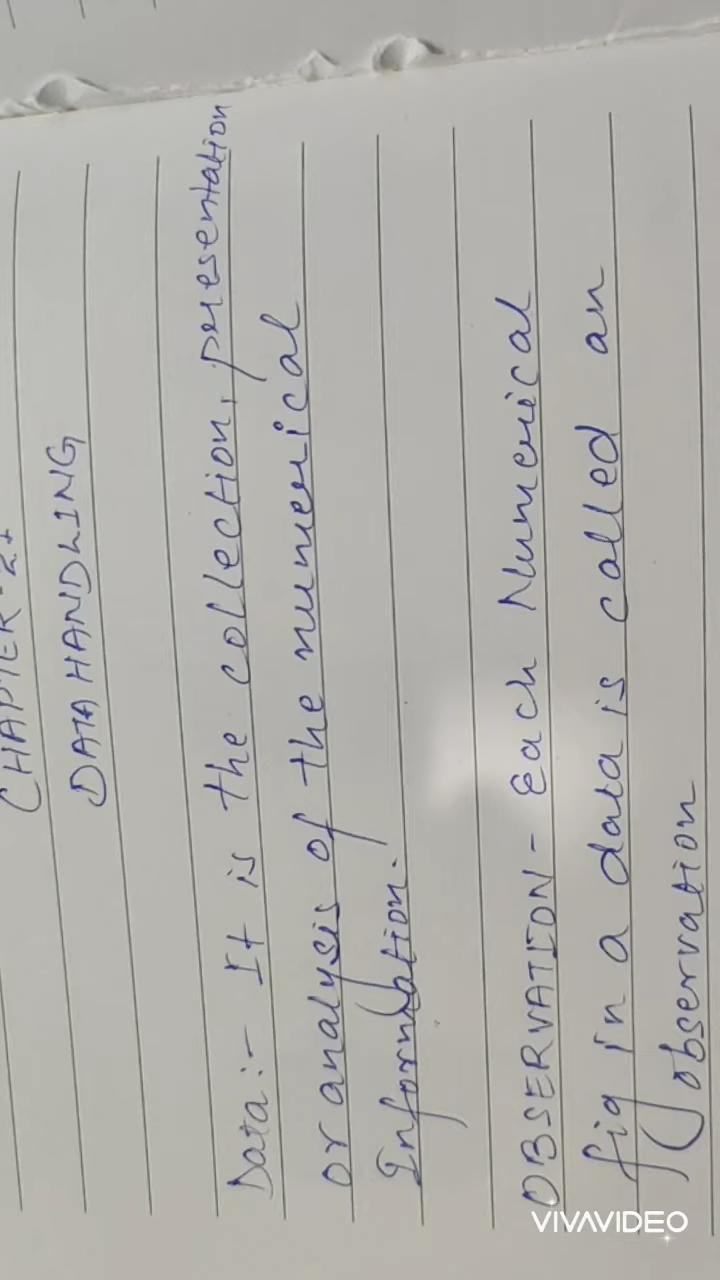 CHAPTER-2
DATA HANDLING
Data:- It is the collection, presentation
or analysis of the numerical
Information.
OBSERVATION - Each Numerical
fig in a data is called an
observation
VIVAVIDEO